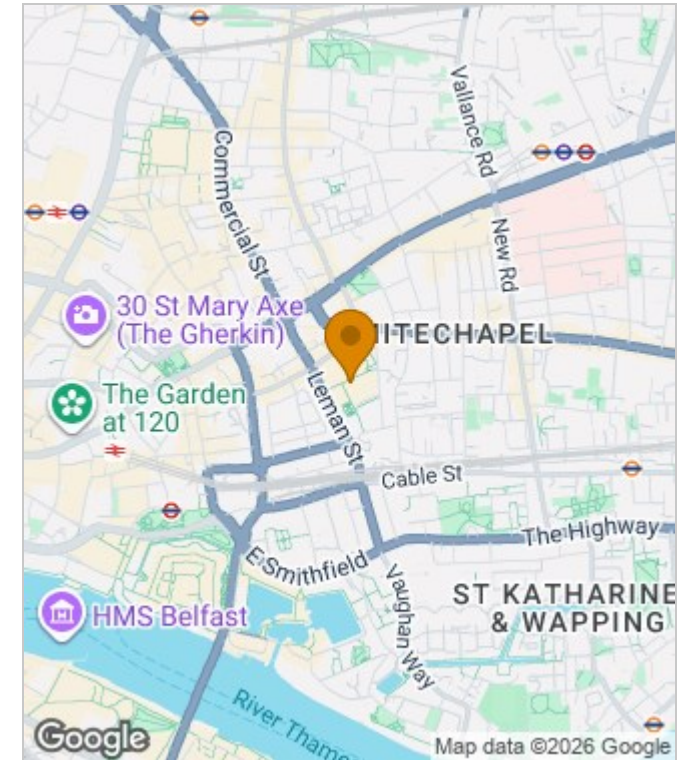 Vallance Rd
Commercial St
New Rd
30 St Mary Axe
(The Gherkin)
HITECHAPEL
The Garden
at 120
Leman St
Cable St
The Highway
E Smithfield
Vaughan Way
ST KATHARINE
& WAPPING
HMS Belfast
River Thame
Google
Map data ©2026 Google